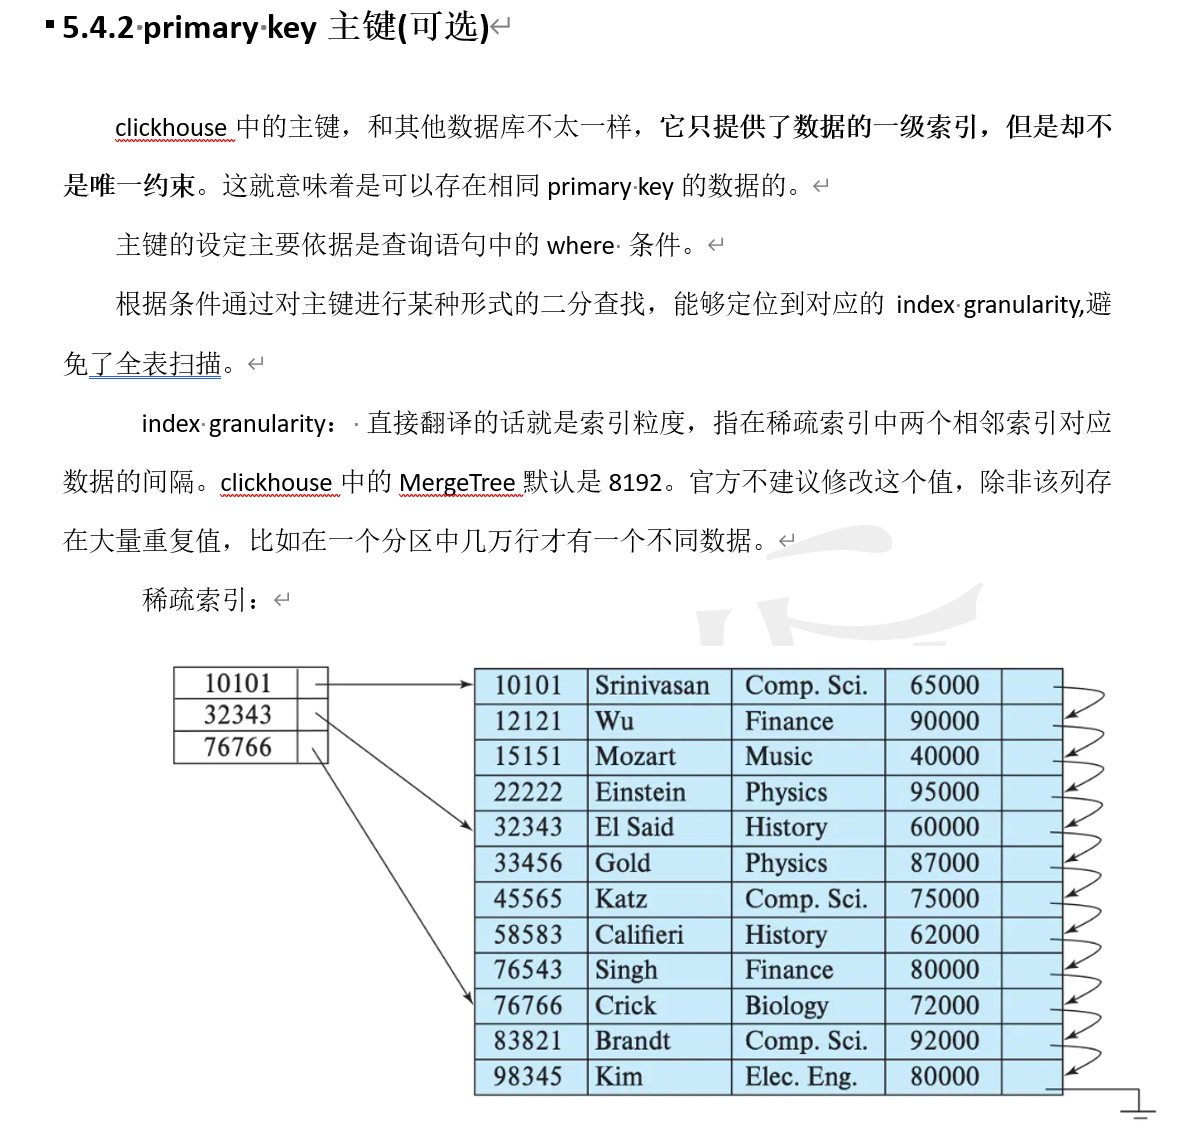 5.4.2 primary key 主键(可选)
clickhouse 中的主键，和其他数据库不太一样，它只提供了数据的一级索引，但是却不
是唯一约束。这就意味着是可以存在相同 primary key 的数据的。
主键的设定主要依据是查询语句中的 where 条件。
根据条件通过对主键进行某种形式的二分查找，能够定位到对应的 index granularity,避
免了全表扫描。
index granularity： 直接翻译的话就是索引粒度，指在稀疏索引中两个相邻索引对应
数据的间隔。clickhouse 中的 MergeTree 默认是 8192。官方不建议修改这个值，除非该列存
在大量重复值，比如在一个分区中几万行才有一个不同数据。
稀疏索引：
10101
32343
76766
10101 Srinivasan Comp. Sci. 65000
12121 Wu Finance 90000
15151 Mozart Music 40000
22222 Einstein Physics 95000
32343 El Said History 60000
33456 Gold Physics 87000
45565 Katz Comp. Sci. 75000
58583 Califieri History 62000
76543 Singh Finance 80000
76766 Crick Biology 72000
83821 Brandt Comp. Sci. 92000
98345 Kim Elec. Eng. 80000